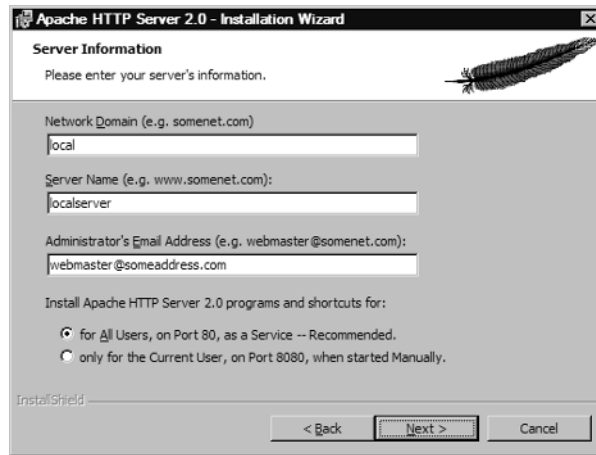 Apache HTTP Server 2.0 - Installation Wizard
Server Information
Please enter your server's information.
Network Domain (e.g. somenet.com)
local
Server Name (e.g. www.somenet.com):
localserver
Administrator's Email Address (e.g. webmaster@somenet.com):
webmaster@someaddress.com
Install Apache HTTP Server 2.0 programs and shortcuts for:
for All Users, on Port 80, as a Service -- Recommended.
only for the Current User, on Port 8080, when started Manually.
InstallShield
< Back Next > Cancel